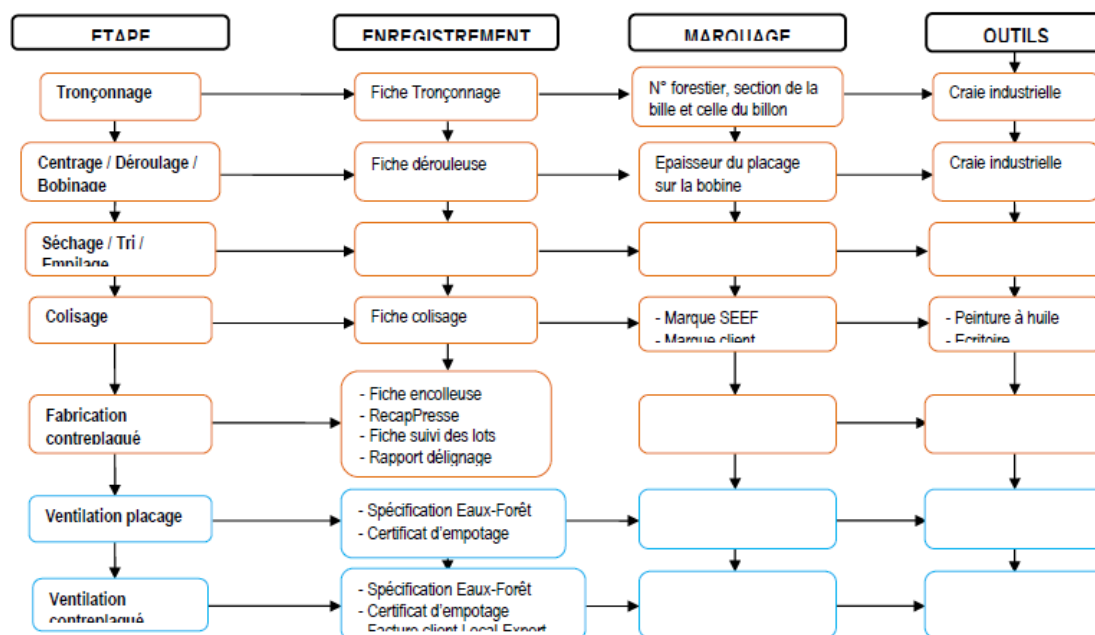 ETAPE
ENREGISTREMENT
MARQUAGE
OUTILS
Tronçonnage
Fiche Tronçonnage
N° forestier, section de la
bille et celle du billon
Craie industrielle
Centrage / Déroulage /
Bobinage
Fiche dérouleuse
Epaisseur du placage
sur la bobine
Craie industrielle
Séchage / Tri /
Empilage
Colisage
Fiche colisage
- Marque SEEF
- Marque client
- Peinture à huile
- Ecritoire
Fabrication
contreplaqué
- Fiche encolleuse
- RecapPresse
- Fiche suivi des lots
- Rapport délignage
Ventilation placage
- Spécification Eaux-Forêt
- Certificat d'empotage
Ventilation
contreplaqué
- Spécification Eaux-Forêt
- Certificat d'empotage
- Facture client Local Export